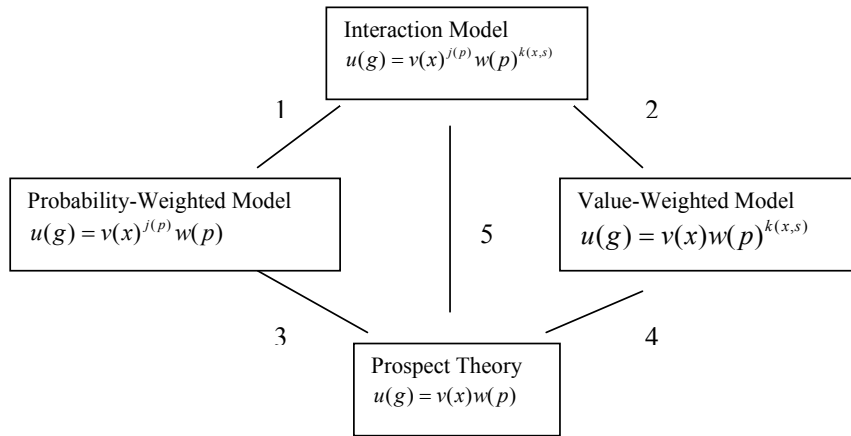 Interaction Model
u(g) = v(x)^{j(p)} w(p)^{k(x,s)}
1
2
Probability-Weighted Model
u(g) = v(x)^{j(p)} w(p)
Value-Weighted Model
u(g) = v(x)w(p)^{k(x,s)}
5
3
4
Prospect Theory
u(g) = v(x)w(p)